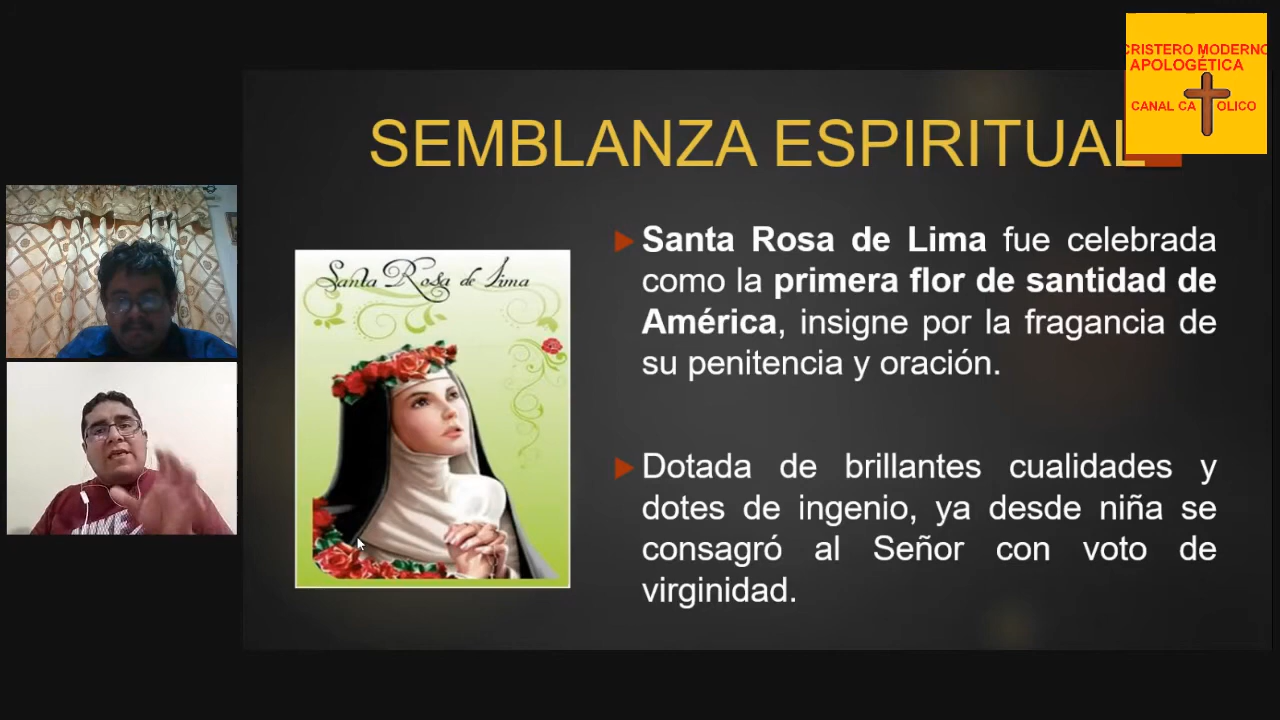 CRISTERO MODERNO
APOLOGÉTICA
CANAL CATOLICO
SEMBLANZA ESPIRITUAL
Santa Rosa de Lima
Santa Rosa de Lima fue celebrada
como la primera flor de santidad de
América, insigne por la fragancia de
su penitencia y oración.
Dotada de brillantes cualidades y
dotes de ingenio, ya desde niña se
consagró al Señor con voto de
virginidad.